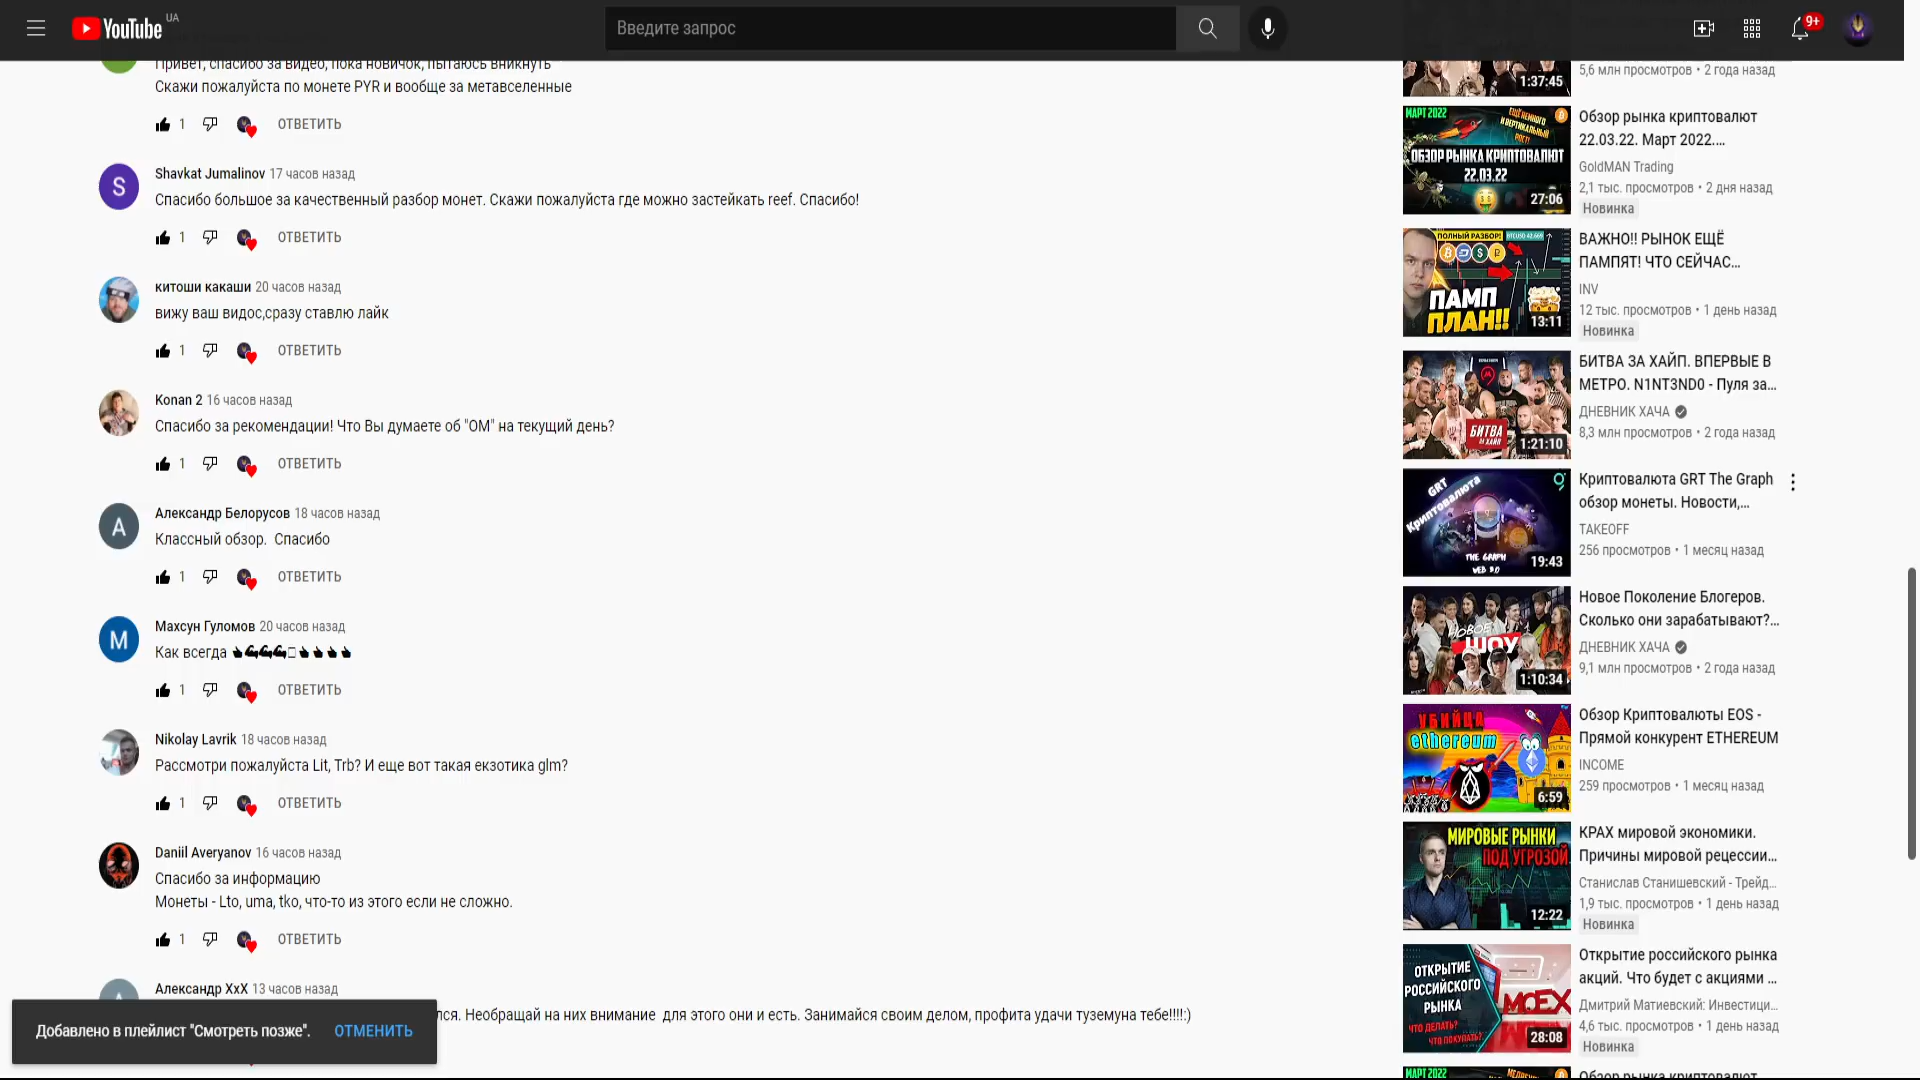 YouTube UA
Введите запрос
9+
Привет, спасибо за видео, пока новичок, пытаюсь вникнуть
Скажи пожалуйста по монете PYR и вообще за метавселенные
1 ОТВЕТИТЬ
Shavkat Jumalinov 17 часов назад
S
Спасибо большое за качественный разбор монет. Скажи пожалуйста где можно застейкать reef. Спасибо!
1 ОТВЕТИТЬ
китоши какаши 20 часов назад
вижу ваш видос,сразу ставлю лайк
1 ОТВЕТИТЬ
Konan 2 16 часов назад
Спасибо за рекомендации! Что Вы думаете об "ОМ" на текущий день?
1 ОТВЕТИТЬ
Александр Белорусов 18 часов назад
A
Классный обзор.  Спасибо
1 ОТВЕТИТЬ
Махсун Гуломов 20 часов назад
M
Как всегда
1 ОТВЕТИТЬ
Nikolay Lavrik 18 часов назад
Рассмотри пожалуйста Lit, Trb? И еще вот такая екзотика glm?
1 ОТВЕТИТЬ
Daniil Averyanov 16 часов назад
Спасибо за информацию
Монеты - Lto, uma, tko, что-то из этого если не сложно.
1 ОТВЕТИТЬ
Александр ХхХ 13 часов назад
лся. Необращай на них внимание  для этого они и есть. Занимайся своим делом, профита удачи туземуна тебе!!!!:)
Добавлено в плейлист "Смотреть позже". ОТМЕНИТЬ
1:37:45
5,6 млн просмотров • 2 года назад
МАРТ 2022
ЕЩЁ НЕМНОГО
И ВЕРТИКАЛЬНЫЙ
РОСТ!
ОБЗОР РЫНКА КРИПТОВАЛЮТ
22.03.22
27:06
Обзор рынка криптовалют
22.03.22. Март 2022....
GoldMAN Trading
2,1 тыс. просмотров • 2 дня назад
Новинка
ПОЛНЫЙ РАЗБОР!
ПАМП
ПЛАН!!
13:11
ВАЖНО!! РЫНОК ЕЩЁ
ПАМПЯТ! ЧТО СЕЙЧАС...
INV
12 тыс. просмотров • 1 день назад
Новинка
БИТВА
ЗА ХАЙП
1:21:10
БИТВА ЗА ХАЙП. ВПЕРВЫЕ В
МЕТРО. N1NT3ND0 - Пуля за...
ДНЕВНИК ХАЧА
8,3 млн просмотров • 2 года назад
GRT
Криптовалюта
THE GRAPH
WEB 3.0
19:43
Криптовалюта GRT The Graph
обзор монеты. Новости,...
TAKEOFF
256 просмотров • 1 месяц назад
НОВОЕ
ШОУ
1:10:34
Новое Поколение Блогеров.
Сколько они зарабатывают?...
ДНЕВНИК ХАЧА
9,1 млн просмотров • 2 года назад
УБИЙЦА
ethereum
6:59
Обзор Криптовалюты EOS -
Прямой конкурент ETHEREUM
INCOME
259 просмотров • 1 месяц назад
МИРОВЫЕ РЫНКИ
ПОД УГРОЗОЙ
12:22
КРАХ мировой экономики.
Причины мировой рецессии...
Станислав Станишевский - Трейд...
1,9 тыс. просмотров • 1 день назад
Новинка
ОТКРЫТИЕ
РОССИЙСКОГО
РЫНКА
ЧТО ДЕЛАТЬ?
ЧТО ПОКУПАТЬ?
MOEX
28:08
Открытие российского рынка
акций. Что будет с акциями ...
Дмитрий Матиевский: Инвестици...
4,6 тыс. просмотров • 1 день назад
Новинка
МАРТ 2022
Обзор рынка криптовалют